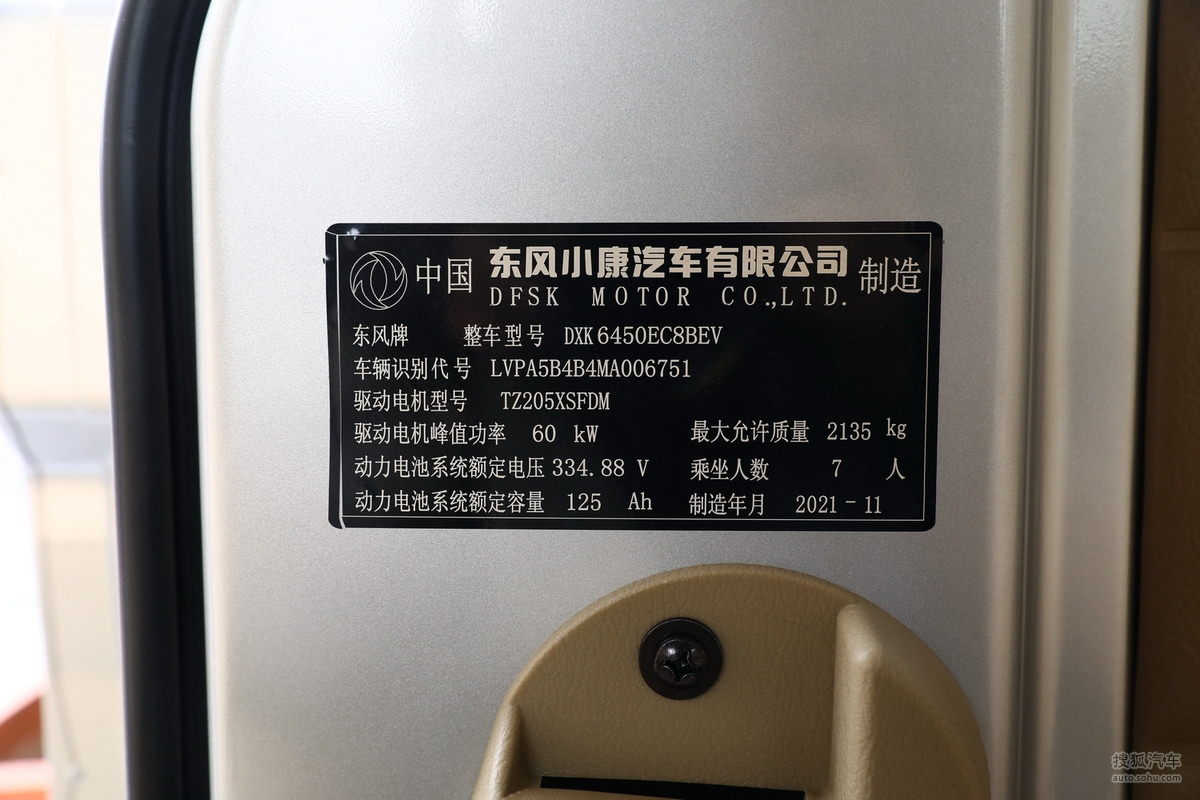 中国 东风小康汽车有限公司 制造
DFSK MOTOR CO.,LTD.
东风牌 整车型号 DXK6450EC8BEV
车辆识别代号 LVPA5B4B4MA006751
驱动电机型号 TZ205XSFDM
驱动电机峰值功率 60 kW 最大允许质量 2135 kg
动力电池系统额定电压 334.88 V 乘坐人数 7 人
动力电池系统额定容量 125 Ah 制造年月 2021-11
搜狐汽车
auto.sohu.com